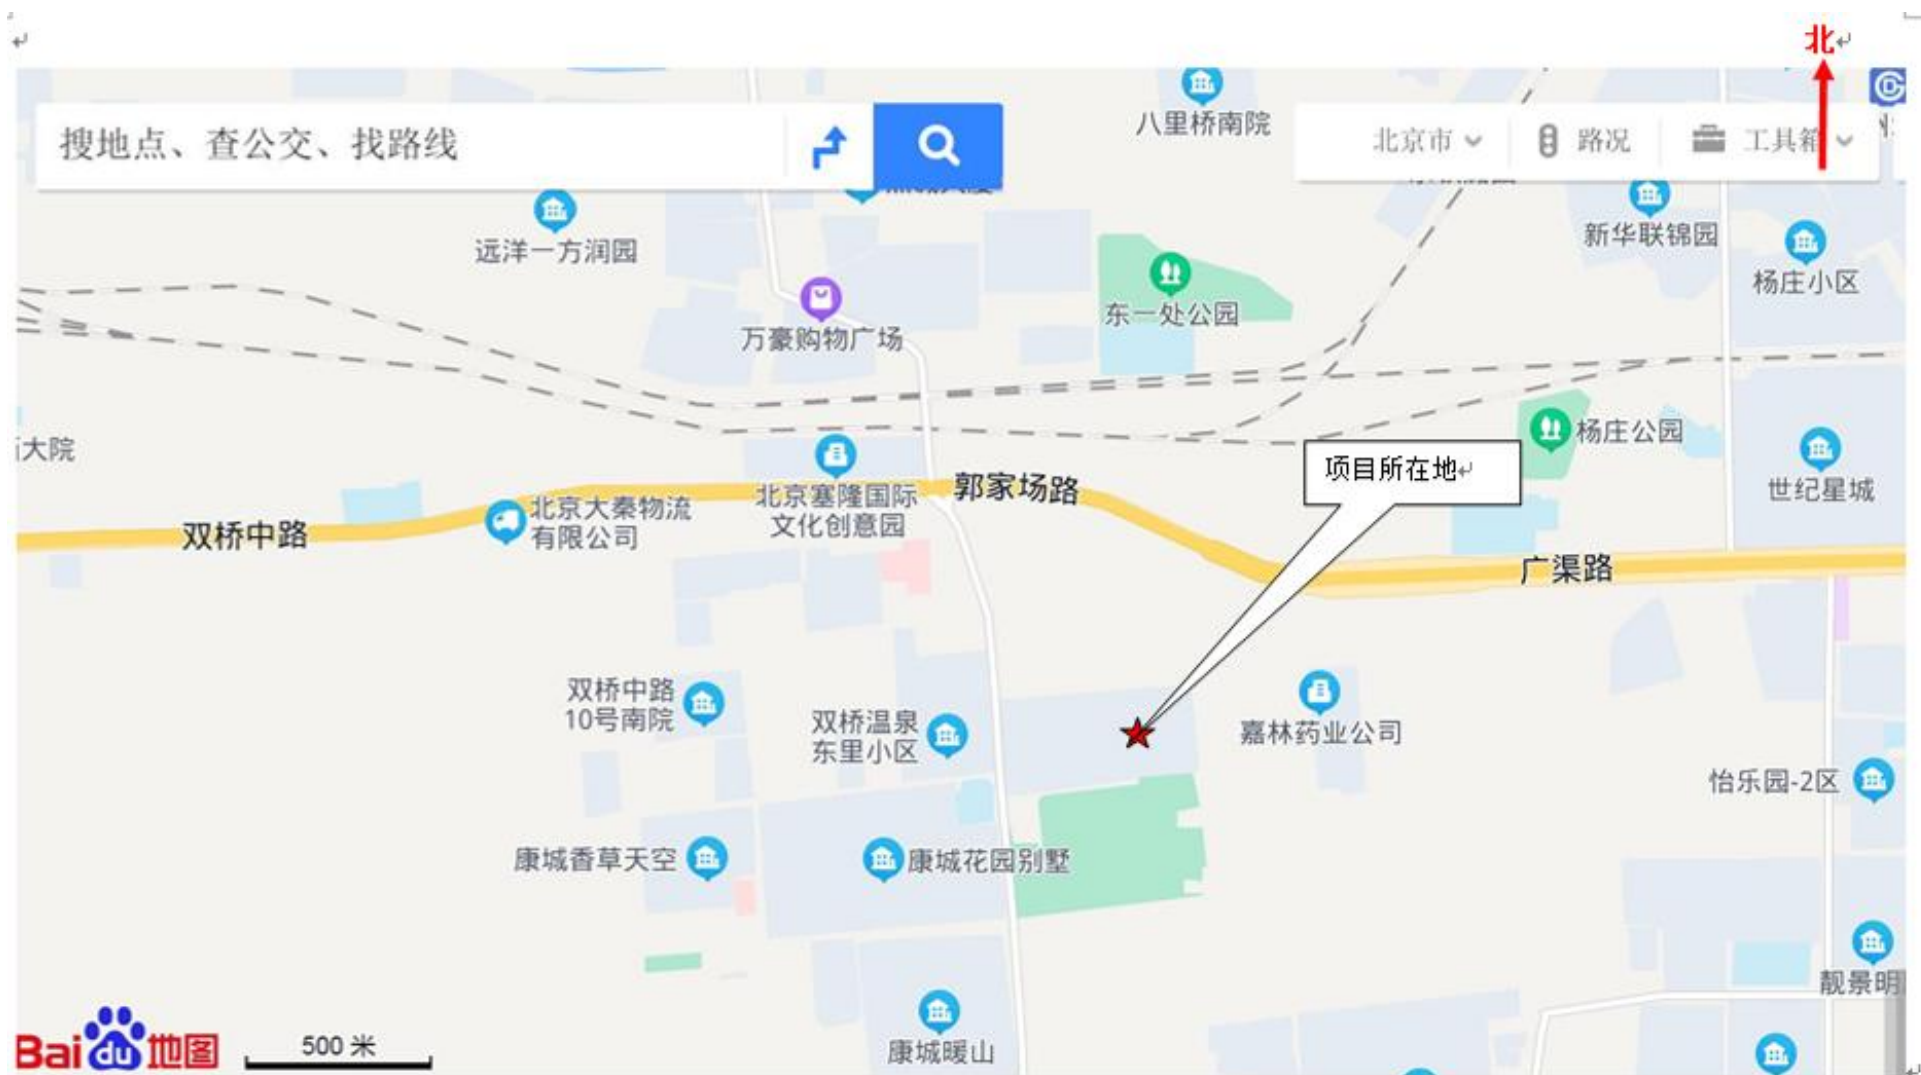 北
搜地点、查公交、找路线
八里桥南院
北京市
路况
工具箱
远洋一方润园
新华联锦园
杨庄小区
东一处公园
万豪购物广场
大院
杨庄公园
项目所在地
世纪星城
北京塞隆国际
文化创意园
郭家场路
北京大秦物流
有限公司
双桥中路
广渠路
双桥中路
10号南院
双桥温泉
东里小区
嘉林药业公司
怡乐园-2区
康城香草天空
康城花园别墅
靓景明
康城暖山
Baidu地图
500 米